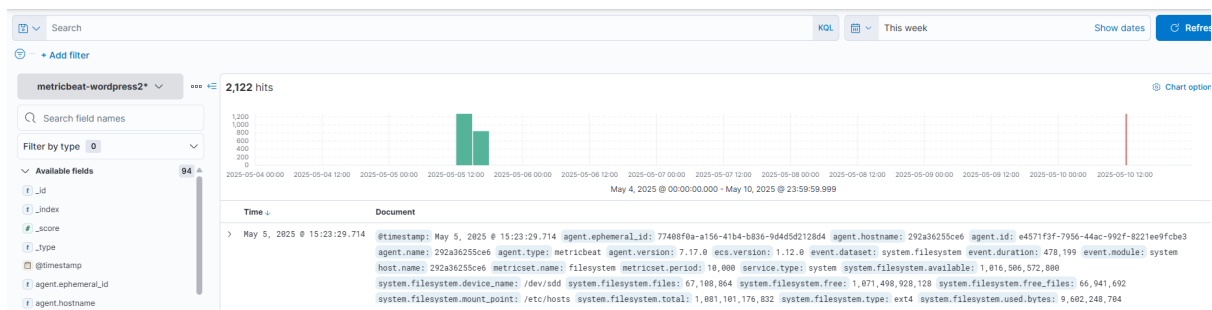 Search KQL This week Show dates Refres
+ Add filter
metricbeat-wordpress2*
2,122 hits
Chart option
Search field names
Filter by type 0
Available fields 94
t _id
t _index
# _score
t _type
@timestamp
t agent.ephemeral_id
t agent.hostname
1,200
1,000
800
600
400
200
0
2025-05-04 00:00 2025-05-04 12:00 2025-05-05 00:00 2025-05-05 12:00 2025-05-06 00:00 2025-05-06 12:00 2025-05-07 00:00 2025-05-07 12:00 2025-05-08 00:00 2025-05-08 12:00 2025-05-09 00:00 2025-05-09 12:00 2025-05-10 00:00 2025-05-10 12:00
May 4, 2025 @ 00:00:00.000 - May 10, 2025 @ 23:59:59.999
Time Document
May 5, 2025 @ 15:23:29.714 @timestamp: May 5, 2025 @ 15:23:29.714 agent.ephemeral_id: 77408f0a-a156-41b4-b836-9d4d5d2128d4 agent.hostname: 292a36255ce6 agent.id: e4571f3f-7956-44ac-992f-8221ee9fcbe3
agent.name: 292a36255ce6 agent.type: metricbeat agent.version: 7.17.0 ecs.version: 1.12.0 event.dataset: system.filesystem event.duration: 478,199 event.module: system
host.name: 292a36255ce6 metricset.name: filesystem metricset.period: 10,000 service.type: system system.filesystem.available: 1,016,506,572,800
system.filesystem.device_name: /dev/sdd system.filesystem.files: 67,108,864 system.filesystem.free: 1,071,498,928,128 system.filesystem.free_files: 66,941,692
system.filesystem.mount_point: /etc/hosts system.filesystem.total: 1,081,101,176,832 system.filesystem.type: ext4 system.filesystem.used.bytes: 9,602,248,704